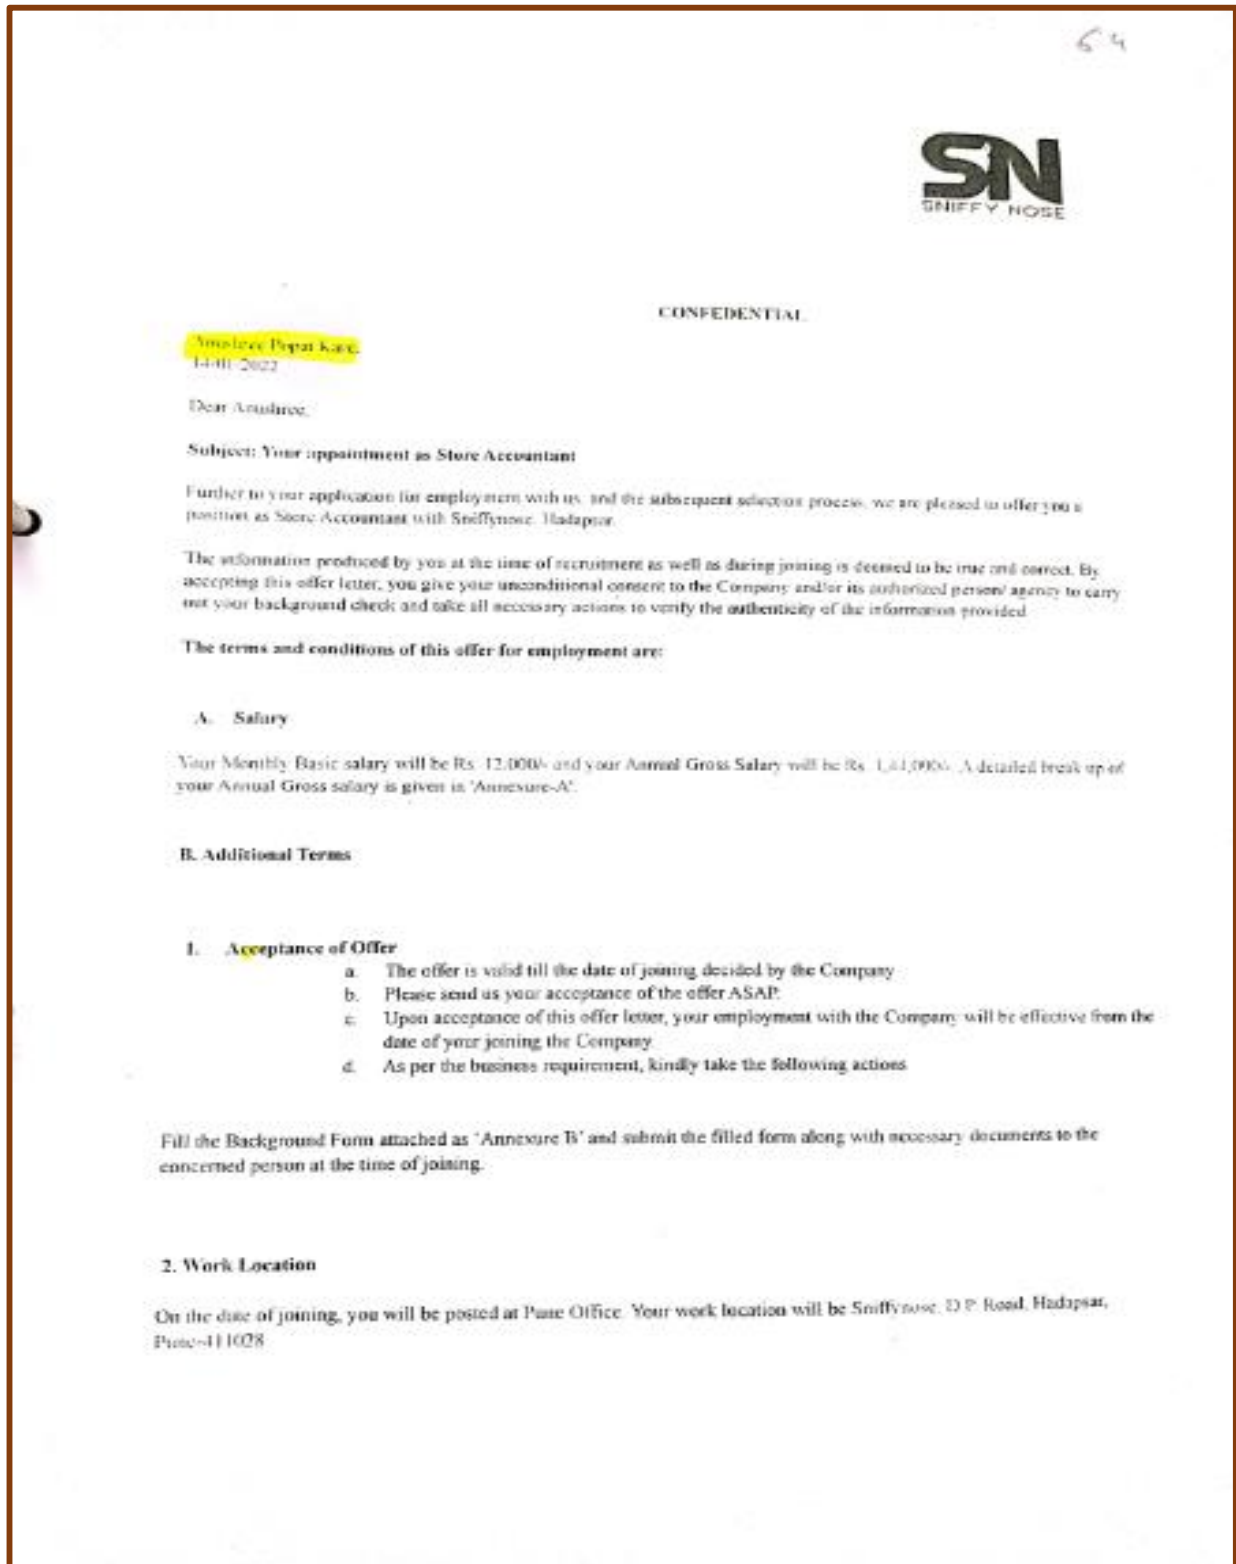 54
SN
SNIFFY NOSE
CONFEDENTIAL
Popat
2022
Dear Anushree,
Subject: Your appointment as Store Accountant
Further to your application for employment with us, and the subsequent selection process, we are pleased to offer you a
position as Store Accountant with Sniffynose, Hadapsar
The information produced by you at the time of recruitment as well as during joining is deemed to be true and correct. By
accepting this offer letter, you give your unconditional consent to the Company and/or its authorized person/ agency to carry
out your background check and take all necessary actions to verify the authenticity of the information provided
The terms and conditions of this offer for employment are:
A. Salary
Your Monthly Basic salary will be Rs. 12,000/- and your Annual Gross Salary will be Rs. 1,44,000/-. A detailed break up of
your Annual Gross salary is given in 'Annexure-A'.
B. Additional Terms
1. Acceptance of Offer
a. The offer is valid till the date of joining decided by the Company
b. Please send us your acceptance of the offer ASAP.
c. Upon acceptance of this offer letter, your employment with the Company will be effective from the
date of your joining the Company
d. As per the business requirement, kindly take the following actions
Fill the Background Form attached as 'Annexure B' and submit the filled form along with necessary documents to the
concerned person at the time of joining.
2. Work Location
On the date of joining, you will be posted at Pune Office. Your work location will be Sniffynose, D.P. Road, Hadapsar,
Pune-411028